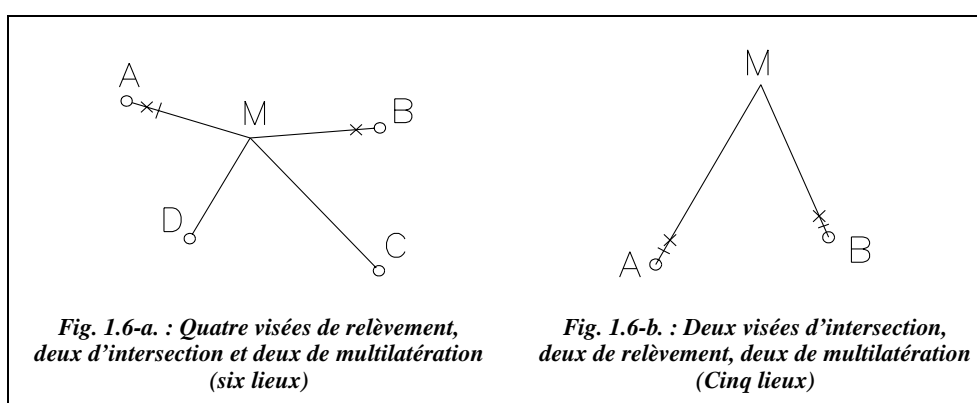 A
M
B
D
C
Fig. 1.6-a. : Quatre visées de relèvement,
deux d'intersection et deux de multilatération
(six lieux)
M
A
B
Fig. 1.6-b. : Deux visées d'intersection,
deux de relèvement, deux de multilatération
(Cinq lieux)